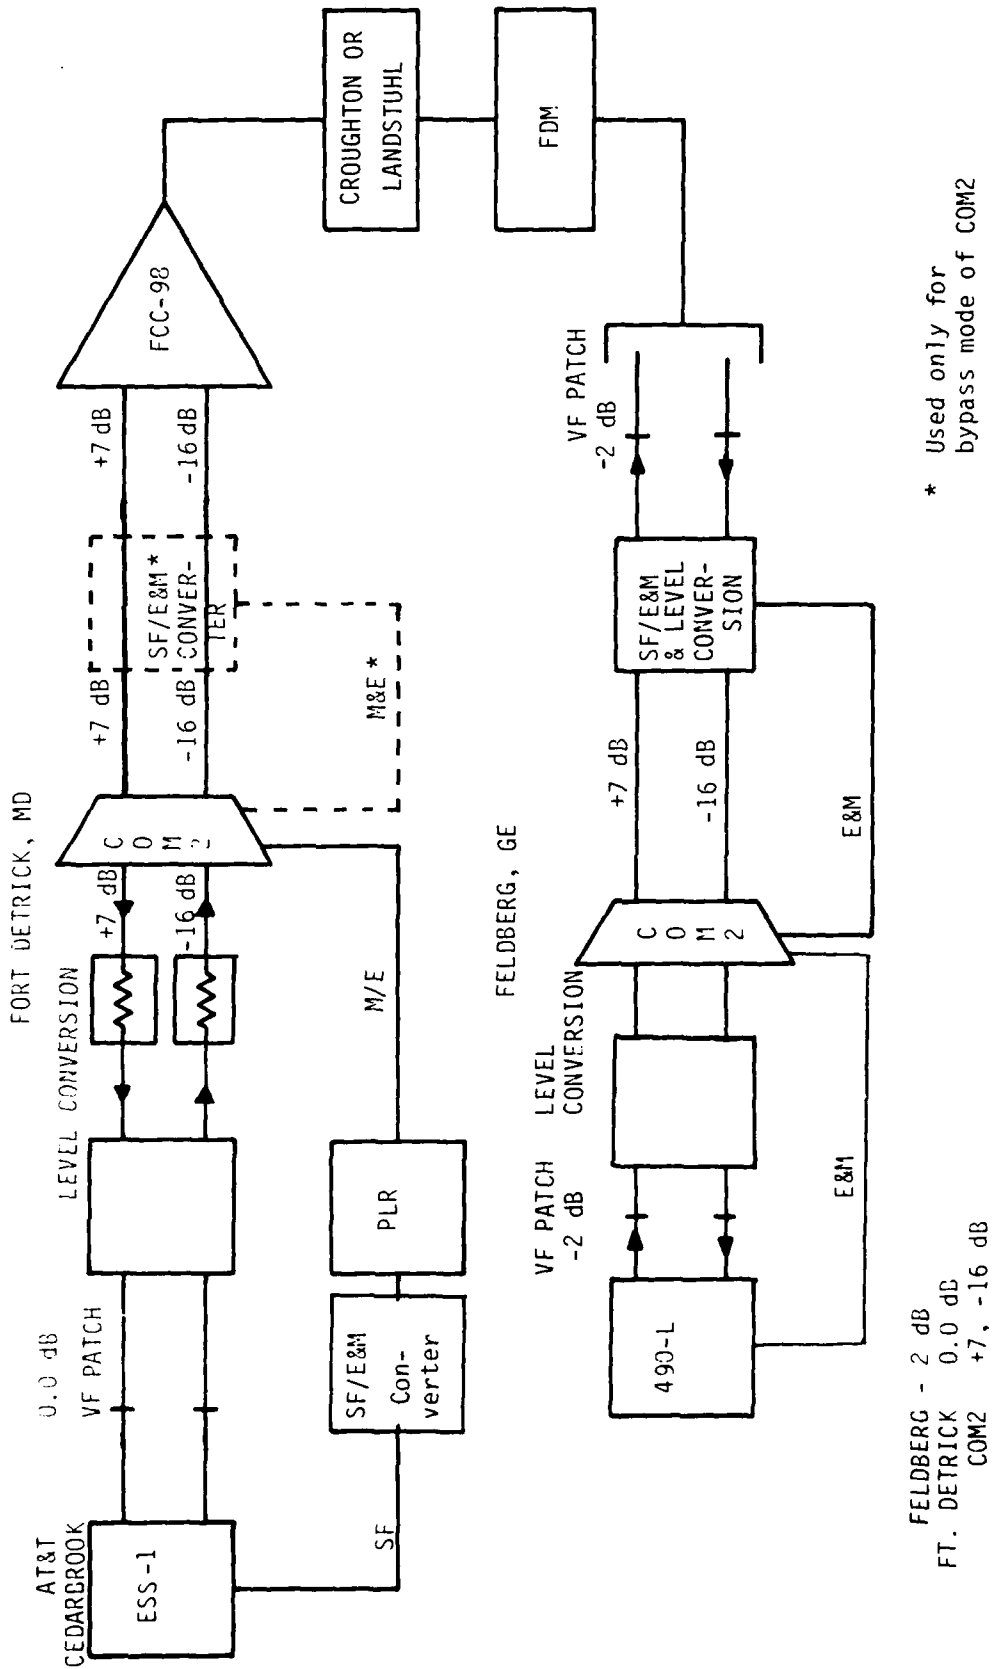 FORT DETRICK, MD
AT&T
CEDARBROOK
ESS-1
0.0 dB
VF PATCH
LEVEL CONVERSION
+7 dB
-16 dB
COM2
+7 dB
-16 dB
SF/E&M*
CONVER-
TER
+7 dB
-16 dB
FCC-98
SF
SF/E&M
Con-
verter
PLR
M/E
M&E*
CROUGHTON OR
LANDSTUHL
FDM
FELDBERG, GE
490-L
VF PATCH
-2 dB
LEVEL
CONVERSION
COM2
+7 dB
-16 dB
SF/E&M
& LEVEL
CONVER-
SION
VF PATCH
-2 dB
E&M
E&M
FELDBERG - 2 dB
FT. DETRICK 0.0 dB
COM2 +7, -16 dB
* Used only for
bypass mode of COM2